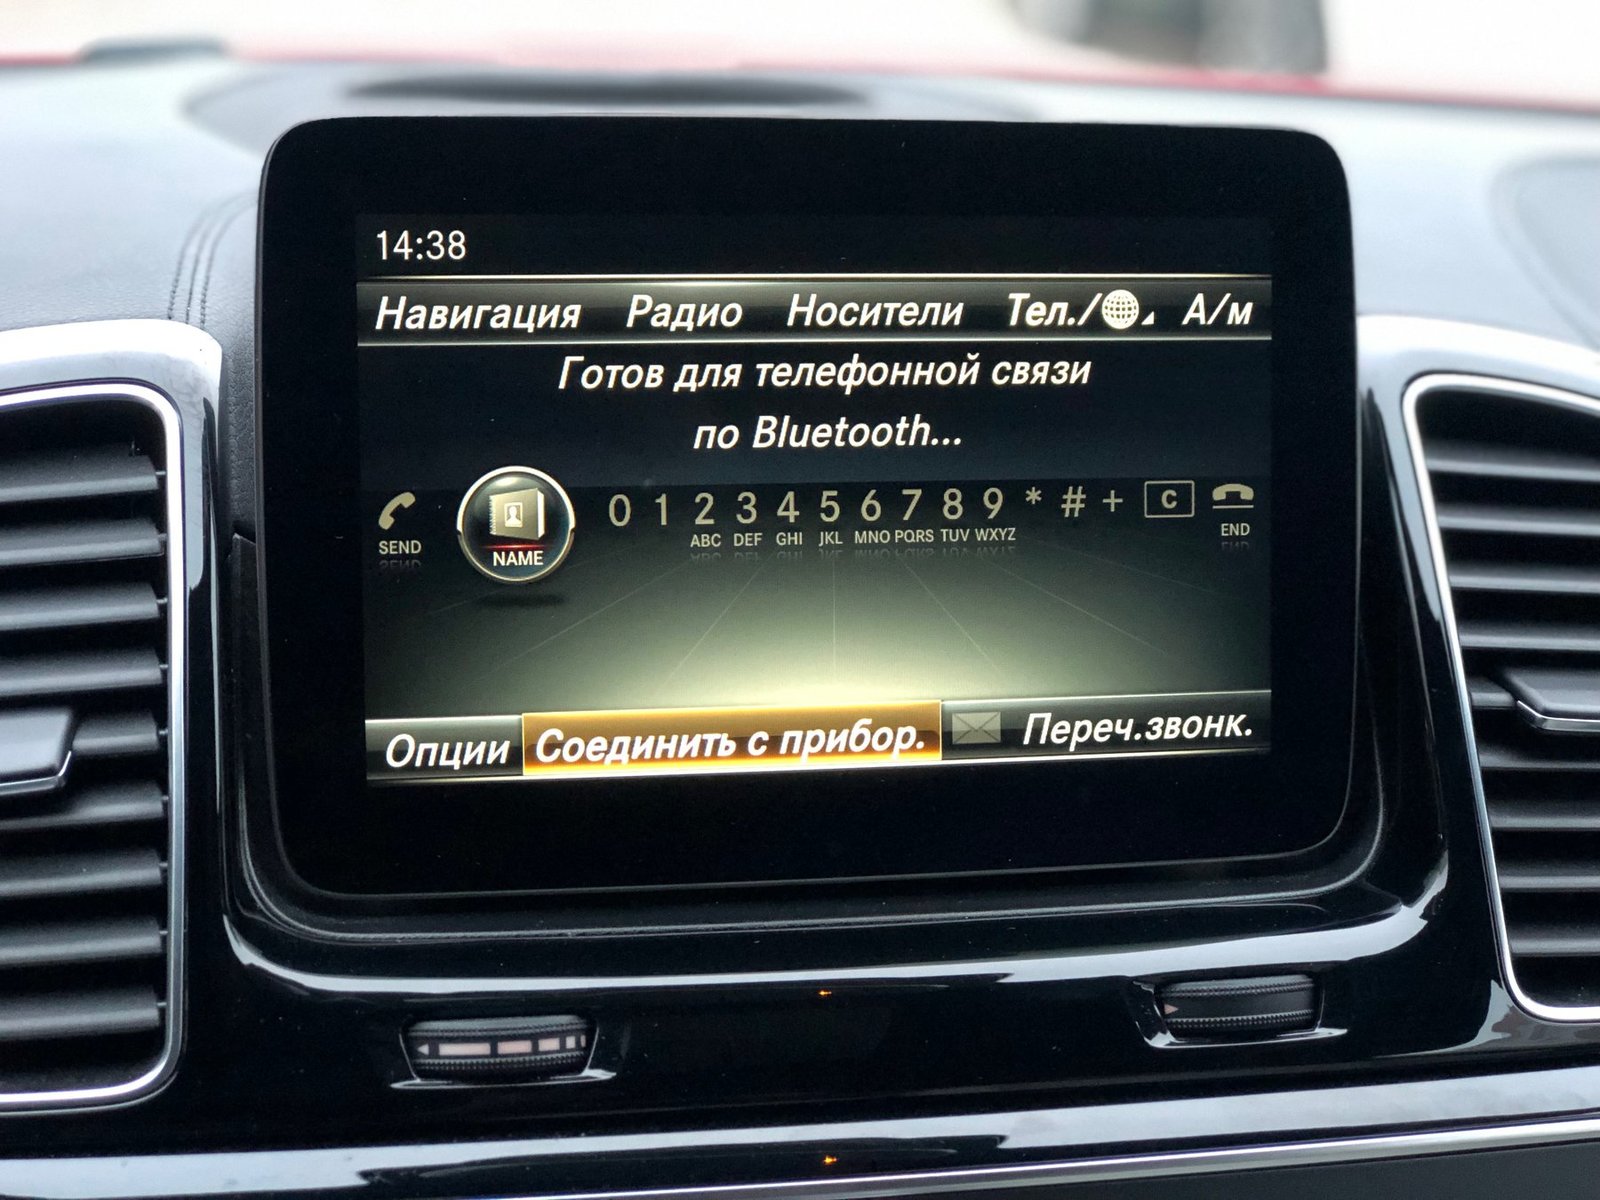 14:38
Навигация Радио Носители Тел./ А/м
Готов для телефонной связи
по Bluetooth...
0 1 2 3 4 5 6 7 8 9 * # + C
SEND NAME ABC DEF GHI JKL MNO PQRS TUV WXYZ END
Опции Соединить с прибор. Переч.звонк.